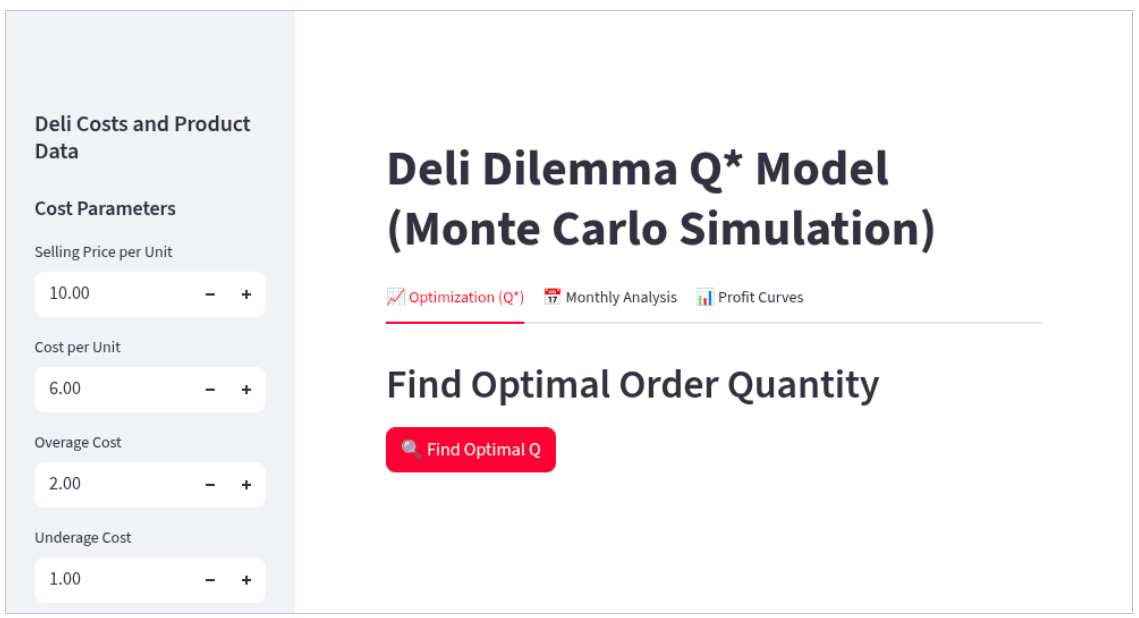 Deli Costs and Product
Data
Cost Parameters
Selling Price per Unit
10.00 − +
Cost per Unit
6.00 − +
Overage Cost
2.00 − +
Underage Cost
1.00 − +
Deli Dilemma Q* Model
(Monte Carlo Simulation)
📈 Optimization (Q*) 📅 Monthly Analysis 📊 Profit Curves
Find Optimal Order Quantity
🔍 Find Optimal Q